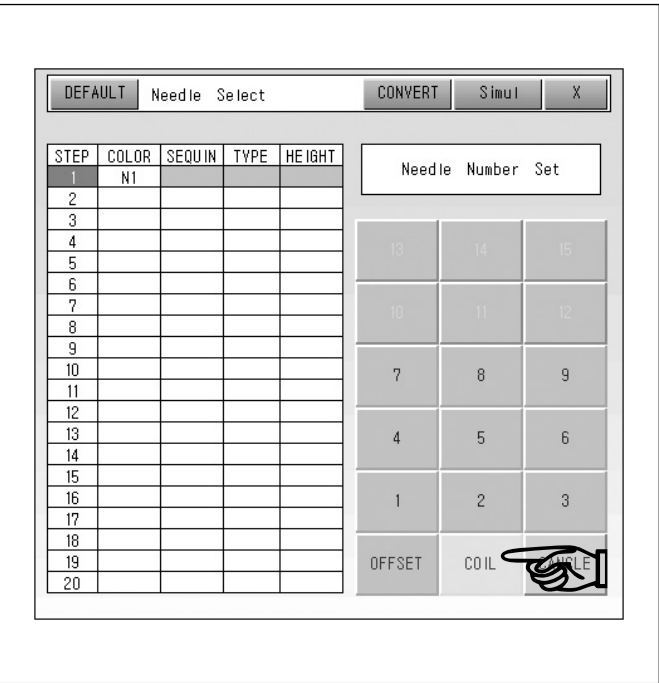 DEFAULT Needle Select CONVERT Simul X
STEP COLOR SEQUIN TYPE HEIGHT
Needle Number Set
1 N1
2
3
4
5
6
7
8
9
10
11
12
13
14
15
16
17
18
19
20
13 14 15
10 11 12
7 8 9
4 5 6
1 2 3
OFFSET COIL